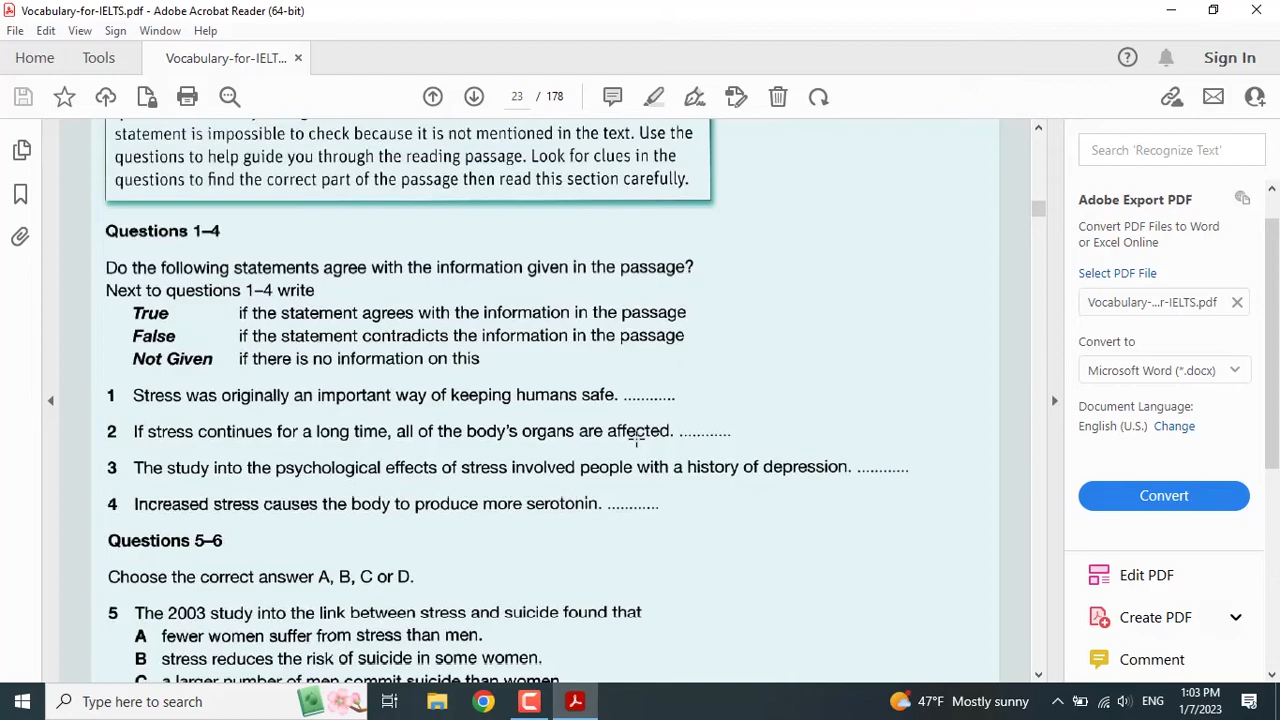 Vocabulary-for-IELTS.pdf - Adobe Acrobat Reader (64-bit)
File Edit View Sign Window Help
Home Tools Vocabulary-for-IELT... Sign In
23 / 178
statement is impossible to check because it is not mentioned in the text. Use the
questions to help guide you through the reading passage. Look for clues in the
questions to find the correct part of the passage then read this section carefully.
Questions 1–4
Do the following statements agree with the information given in the passage?
Next to questions 1–4 write
True if the statement agrees with the information in the passage
False if the statement contradicts the information in the passage
Not Given if there is no information on this
1 Stress was originally an important way of keeping humans safe. ............
2 If stress continues for a long time, all of the body's organs are affected. ............
3 The study into the psychological effects of stress involved people with a history of depression. ............
4 Increased stress causes the body to produce more serotonin. ............
Questions 5–6
Choose the correct answer A, B, C or D.
5 The 2003 study into the link between stress and suicide found that
A fewer women suffer from stress than men.
B stress reduces the risk of suicide in some women.
C a larger number of men commit suicide than women.
Search 'Recognize Text'
Adobe Export PDF
Convert PDF Files to Word
or Excel Online
Select PDF File
Vocabulary-...r-IELTS.pdf
Convert to
Microsoft Word (*.docx)
Document Language:
English (U.S.) Change
Convert
Edit PDF
Create PDF
Comment
Type here to search
47°F Mostly sunny
ENG
1:03 PM
1/7/2023